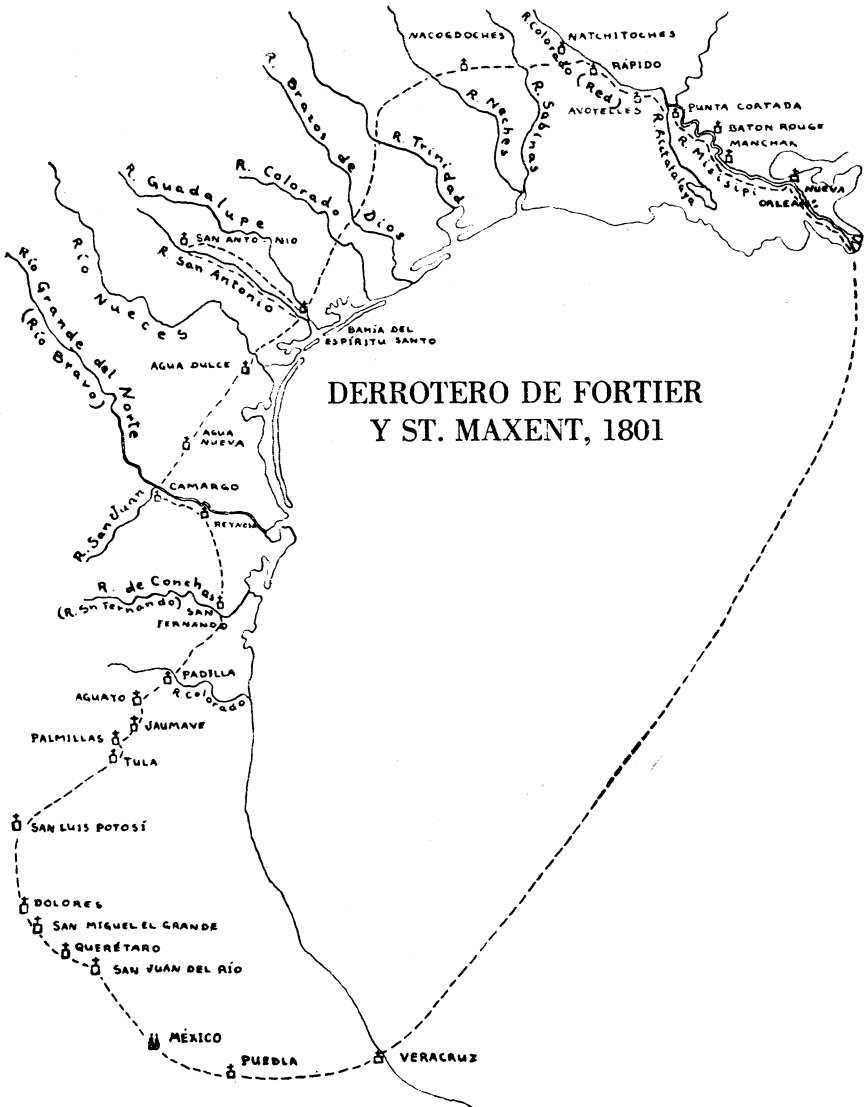 NACOGDOCHES
NATCHITOCHES
R. Colorado (Red)
RÁPIDO
AVOYELLES
PUNTA CORTADA
BATON ROUGE
MANCHAK
NUEVA
ORLEÁNS
R. Misisipi
R. Atchafalaya
R. Sabinas
R. Neches
R. Trinidad
R. Brazos de Dios
R. Colorado
R. Guadalupe
SAN ANTONIO
R. San Antonio
Río Nueces
Río Grande del Norte
(Río Bravo)
BAHÍA DEL
ESPÍRITU SANTO
AGUA DULCE
DERROTERO DE FORTIER
Y ST. MAXENT, 1801
AGUA
NUEVA
CAMARGO
R. San Juan
R. de Conchas
(R. Sn Fernando)
SAN
FERNANDO
PADILLA
R. Colorado
AGUAYO
JAUMAVE
PALMILLAS
TULA
SAN LUIS POTOSÍ
DOLORES
SAN MIGUEL EL GRANDE
QUERÉTARO
SAN JUAN DEL RÍO
MÉXICO
PUEBLA
VERACRUZ